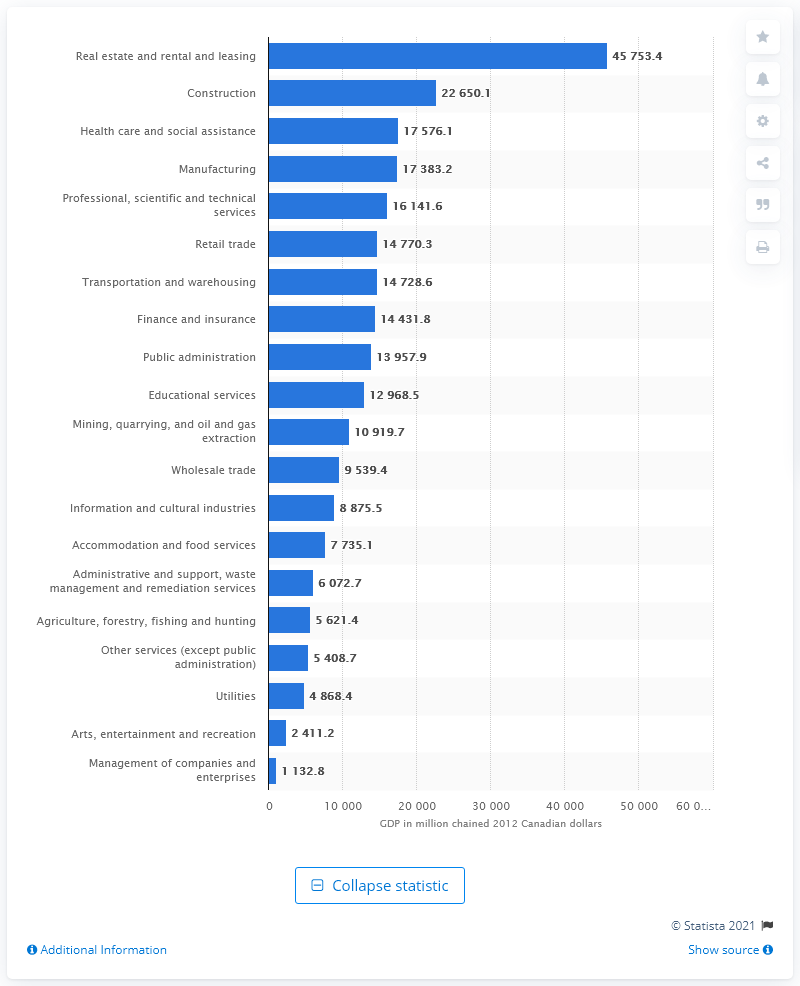 Real estate and rental and leasing 45 753.4
Construction 22 650.1
Health care and social assistance 17 576.1
Manufacturing 17 383.2
Professional, scientific and technical
services 16 141.6
Retail trade 14 770.3
Transportation and warehousing 14 728.6
Finance and insurance 14 431.8
Public administration 13 957.9
Educational services 12 968.5
Mining, quarrying, and oil and gas
extraction 10 919.7
Wholesale trade 9 539.4
Information and cultural industries 8 875.5
Accommodation and food services 7 735.1
Administrative and support, waste
management and remediation services 6 072.7
Agriculture, forestry, fishing and hunting 5 621.4
Other services (except public
administration) 5 408.7
Utilities 4 868.4
Arts, entertainment and recreation 2 411.2
Management of companies and
enterprises 1 132.8
0 10 000 20 000 30 000 40 000 50 000 60 0...
GDP in million chained 2012 Canadian dollars
Collapse statistic
© Statista 2021
Additional Information Show source